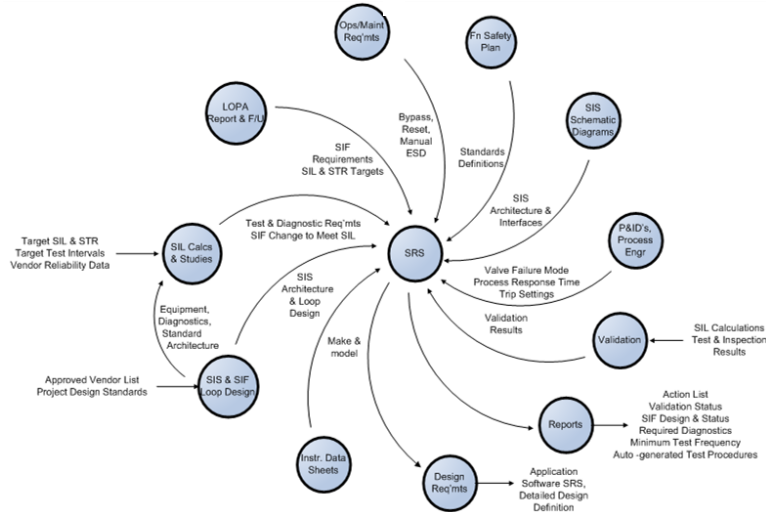 Ops/Maint
Req'mts
Fn Safety
Plan
LOPA
Report & F/U
SIS
Schematic
Diagrams
Bypass,
Reset,
Manual
ESD
SIF
Requirements
SIL & STR Targets
Standards
Definitions
SIS
Architecture &
Interfaces
P&ID's,
Process
Engr
Target SIL & STR
Target Test Intervals
Vendor Reliability Data
SIL Calcs
& Studies
Test & Diagnostic Req'mts
SIF Change to Meet SIL
SRS
Valve Failure Mode
Process Response Time
Trip Settings
SIS
Architecture
& Loop
Design
Equipment,
Diagnostics,
Standard
Architecture
Validation
Results
Make &
model
Validation
SIL Calculations
Test & Inspection
Results
Approved Vendor List
Project Design Standards
SIS & SIF
Loop Design
Reports
Action List
Validation Status
SIF Design & Status
Required Diagnostics
Minimum Test Frequency
Auto -generated Test Procedures
Instr. Data
Sheets
Design
Req'mts
Application
Software SRS,
Detailed Design
Definition